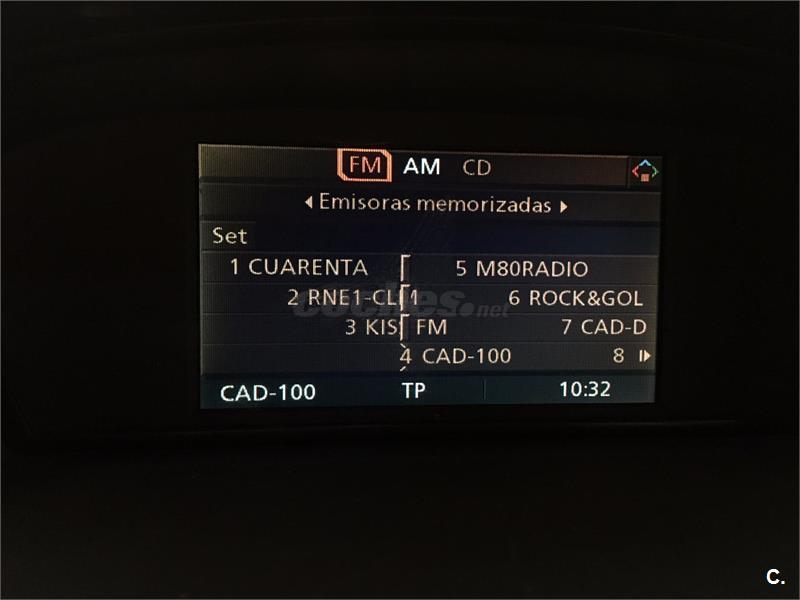 FM AM CD
Emisoras memorizadas
Set
1 CUARENTA 5 M80RADIO
2 RNE1-CLM 6 ROCK&GOL
3 KISS FM 7 CAD-D
4 CAD-100 8
CAD-100 TP 10:32
coches.net
C.